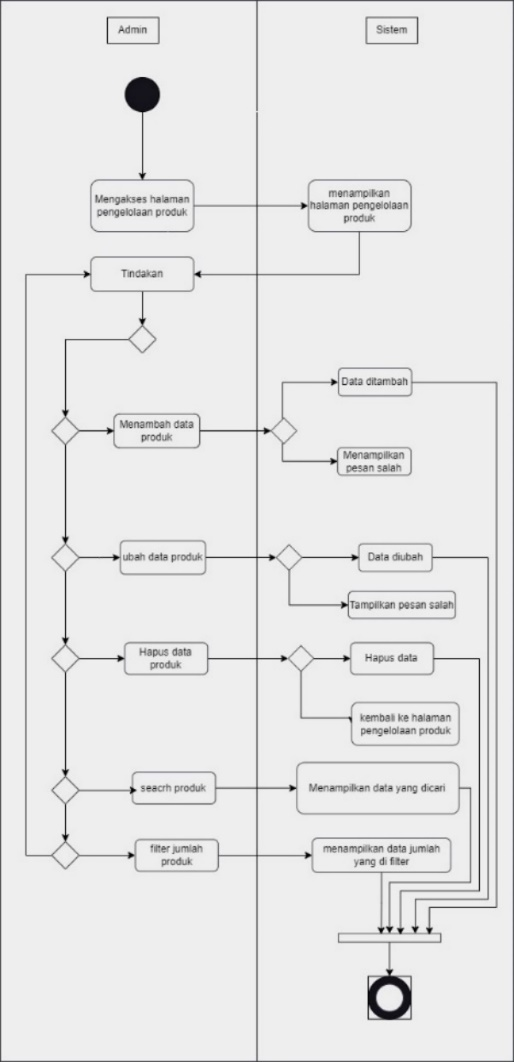 Admin
Sistem
Mengakses halaman
pengelolaan produk
menampilkan
halaman pengelolaan
produk
Tindakan
Data ditambah
Menambah data
produk
Menampilkan
pesan salah
ubah data produk
Data diubah
Tampilkan pesan salah
Hapus data
produk
Hapus data
kembali ke halaman
pengelolaan produk
seacrh produk
Menampilkan data yang dicari
filter jumlah
produk
menampilkan data jumlah
yang di filter